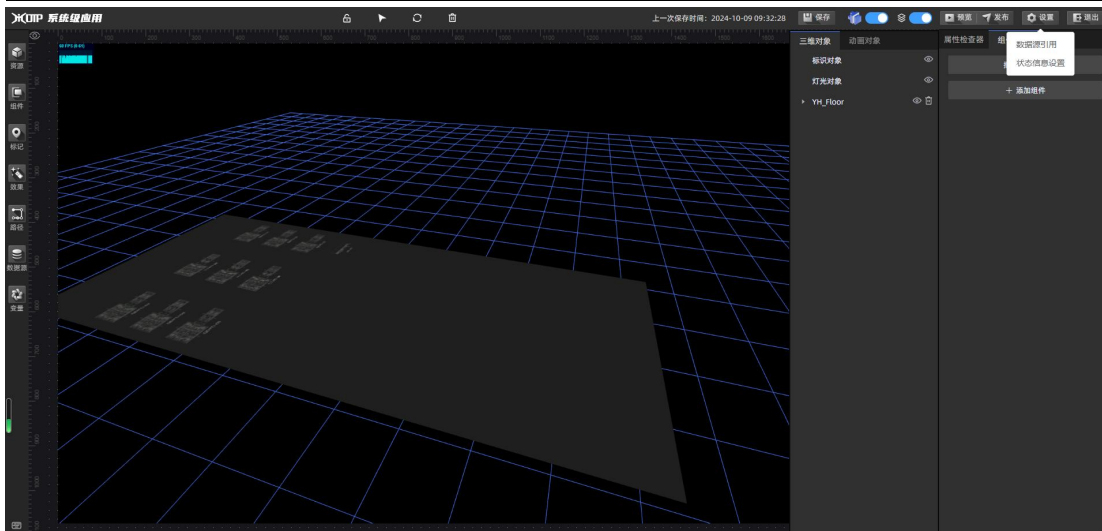 系统级应用
上一次保存时间：2024-10-09 09:32:28
保存
预览
发布
设置
退出
三维对象
动画对象
属性检查器
数据源引用
状态信息设置
标识对象
灯光对象
YH_Floor
+ 添加组件
资源
组件
标记
效果
路径
数据源
变量